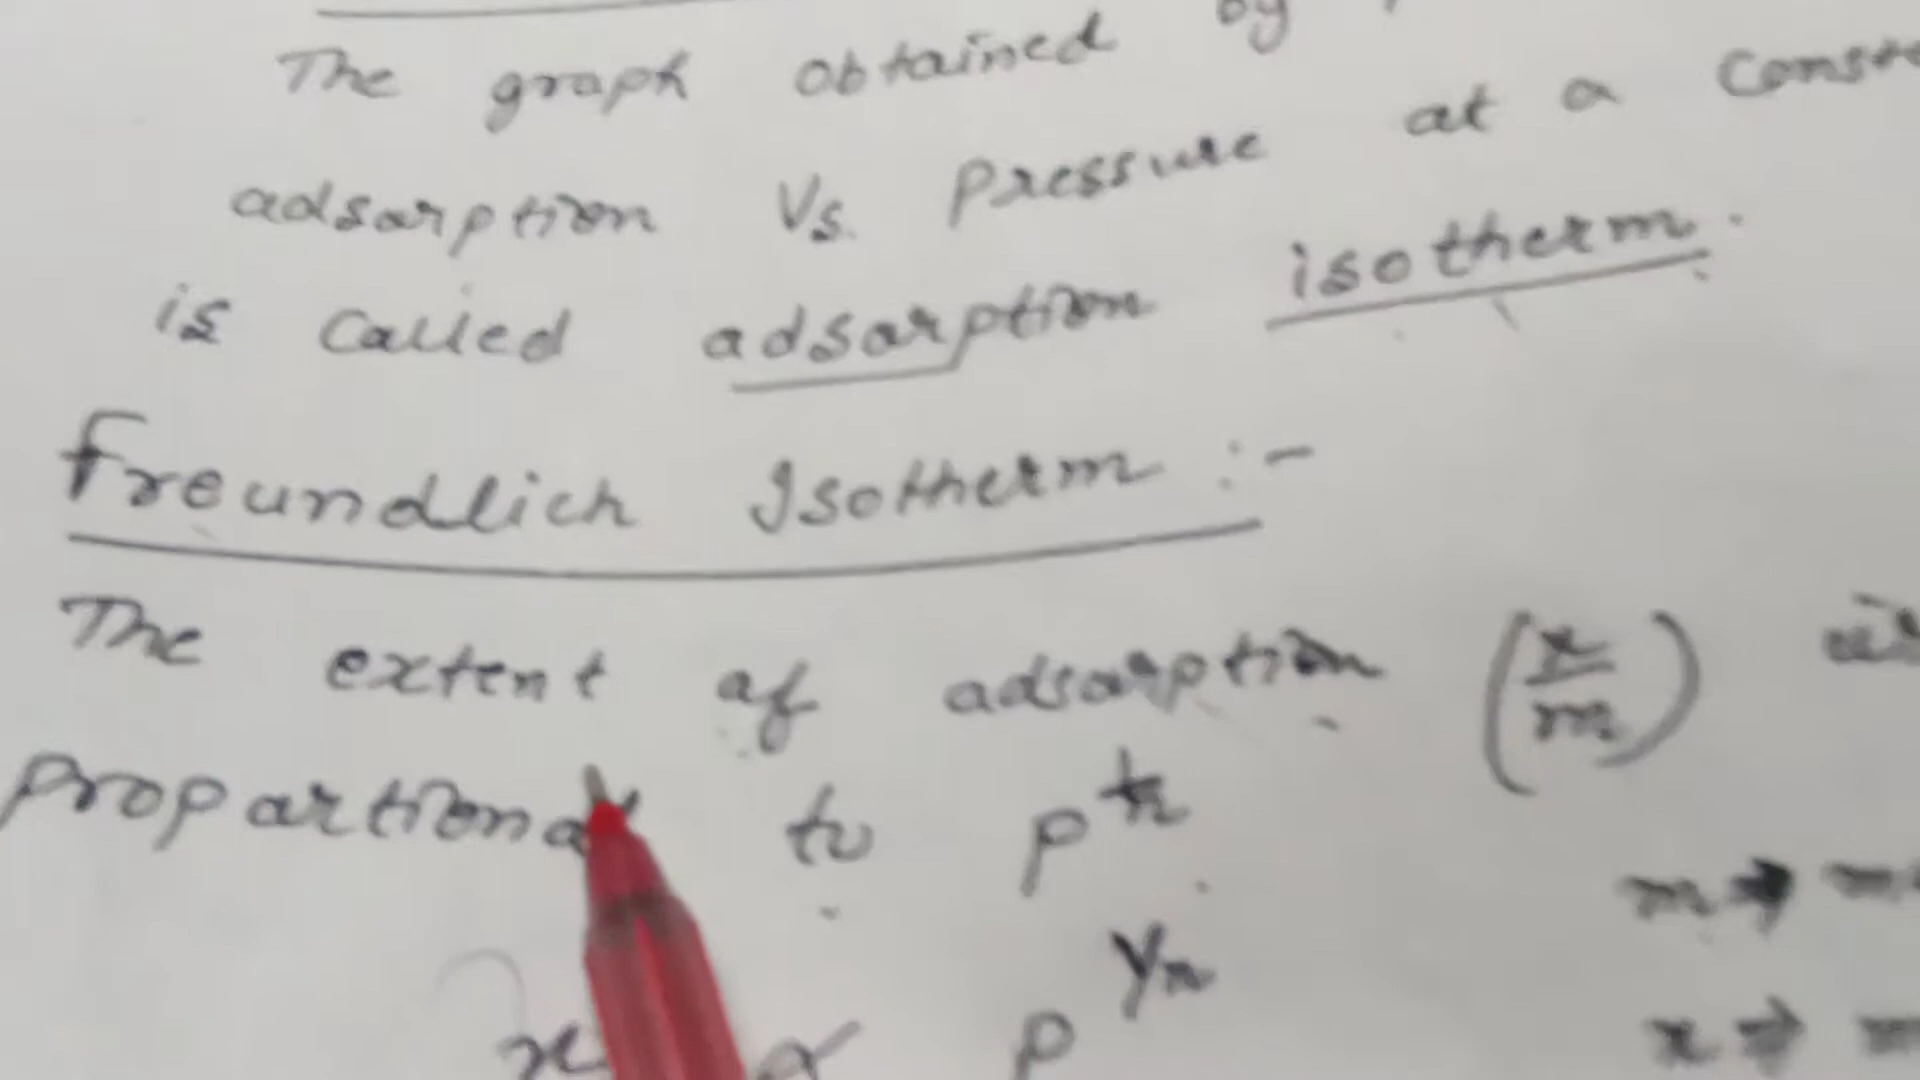 The graph obtained by
adsorption Vs. Pressure at a
is called adsorption isotherm.
Freundlich Isotherm :-
The extent of adsorption (x/m)
Proportional to P^1/n
m →
x ∝ P^1/n
x →